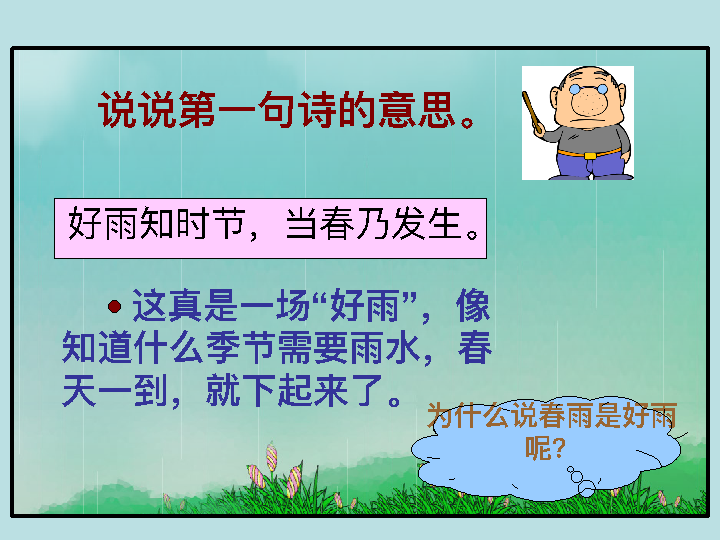 说说第一句诗的意思。
好雨知时节，当春乃发生。
这真是一场“好雨”，像
知道什么季节需要雨水，春
天一到，就下起来了。
为什么说春雨是好雨
呢？